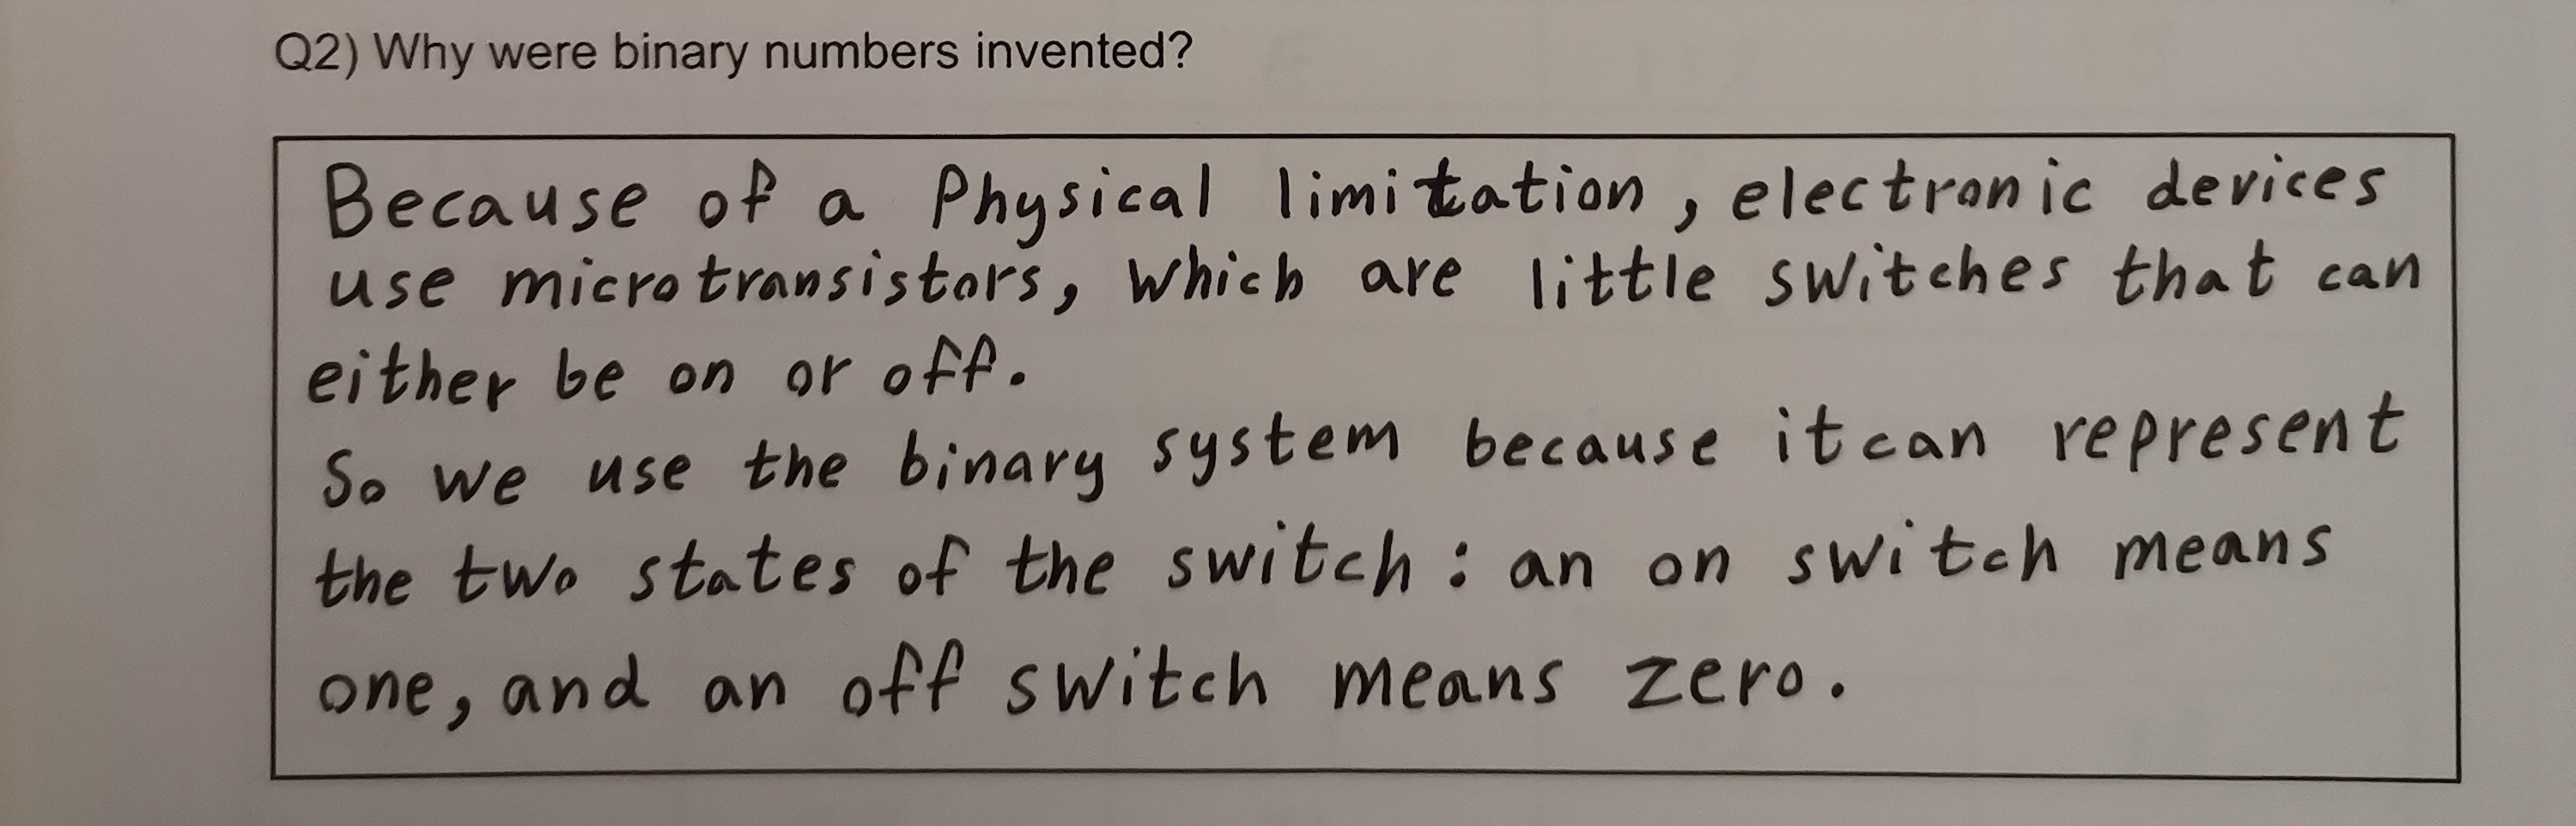 Q2) Why were binary numbers invented?
Because of a Physical limitation, electronic devices
use microtransistors, which are little switches that can
either be on or off.
So we use the binary system because it can represent
the two states of the switch: an on switch means
one, and an off switch means zero.